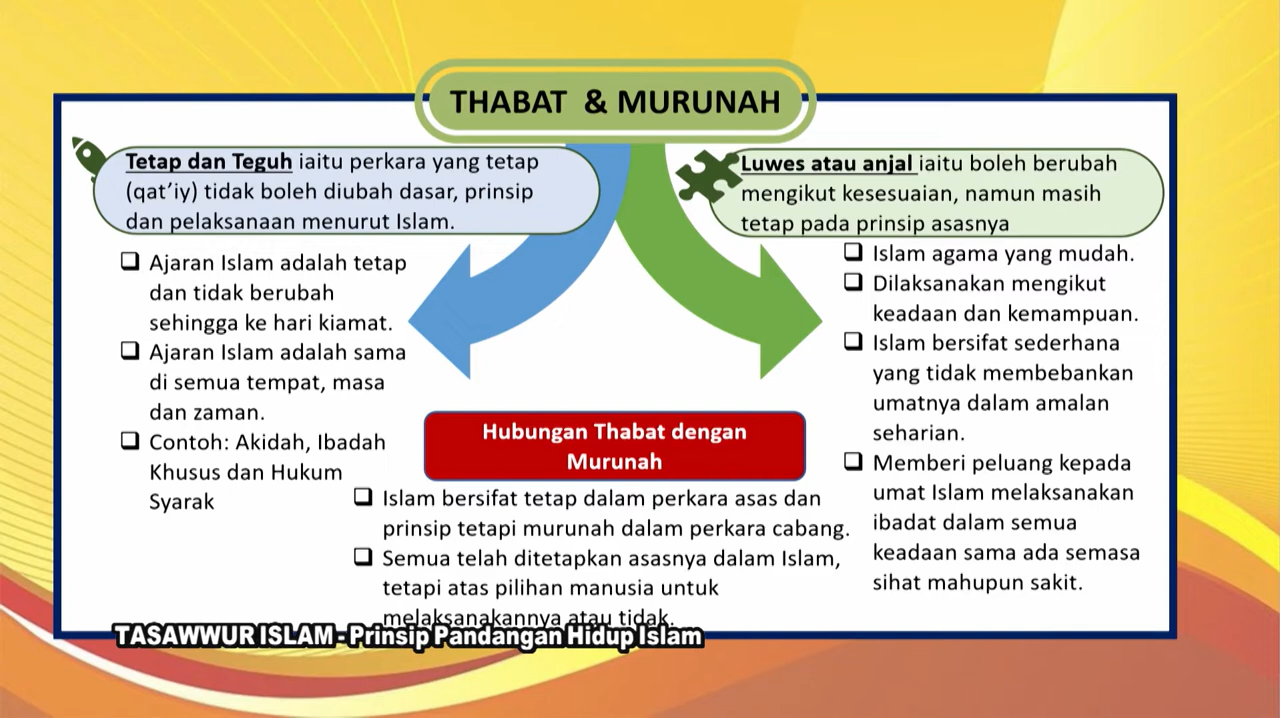 THABAT & MURUNAH
Tetap dan Teguh iaitu perkara yang tetap
(qat'iy) tidak boleh diubah dasar, prinsip
dan pelaksanaan menurut Islam.
Ajaran Islam adalah tetap
dan tidak berubah
sehingga ke hari kiamat.
Ajaran Islam adalah sama
di semua tempat, masa
dan zaman.
Contoh: Akidah, Ibadah
Khusus dan Hukum
Syarak
Luwes atau anjal iaitu boleh berubah
mengikut kesesuaian, namun masih
tetap pada prinsip asasnya
Islam agama yang mudah.
Dilaksanakan mengikut
keadaan dan kemampuan.
Islam bersifat sederhana
yang tidak membebankan
umatnya dalam amalan
seharian.
Memberi peluang kepada
umat Islam melaksanakan
ibadat dalam semua
keadaan sama ada semasa
sihat mahupun sakit.
Hubungan Thabat dengan
Murunah
Islam bersifat tetap dalam perkara asas dan
prinsip tetapi murunah dalam perkara cabang.
Semua telah ditetapkan asasnya dalam Islam,
tetapi atas pilihan manusia untuk
melaksanakannya atau tidak.
TASAWWUR ISLAM - Prinsip Pandangan Hidup Islam